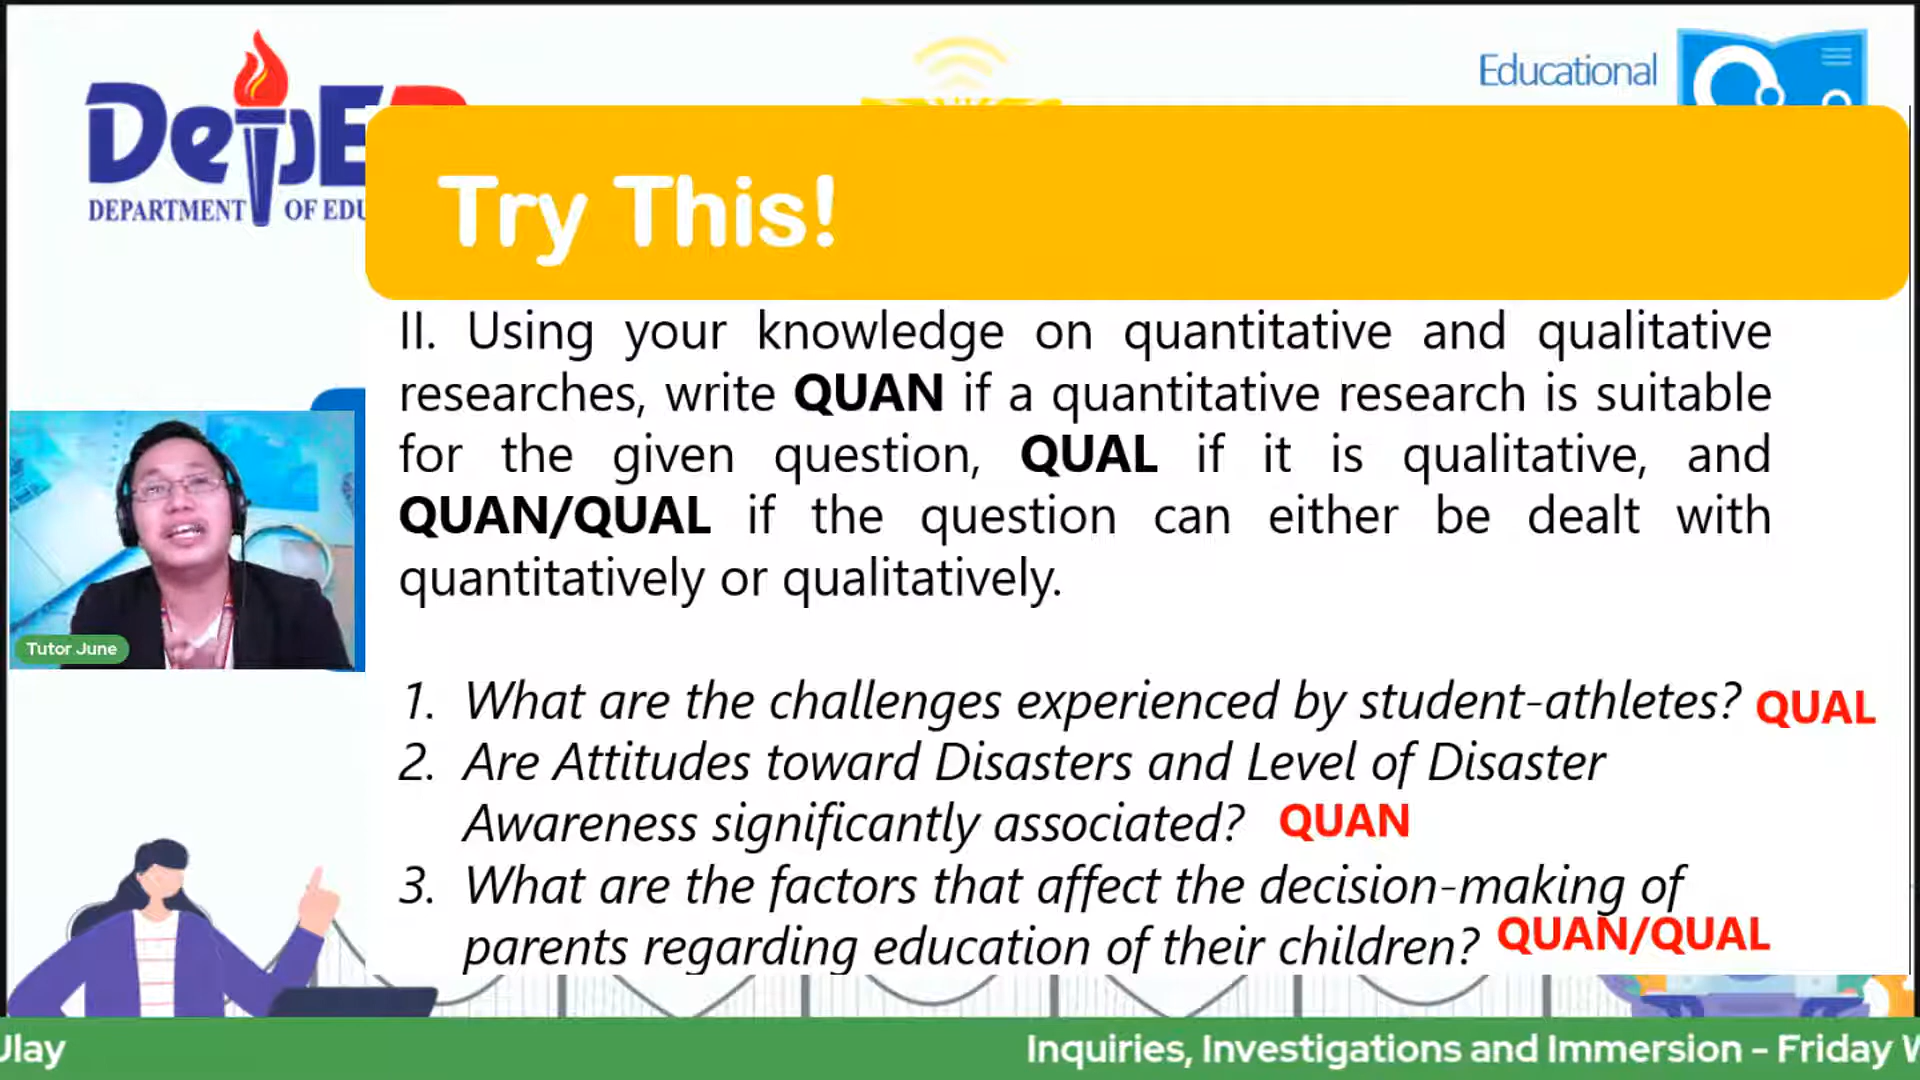 DepE
DEPARTMENT OF EDU
Educational
Try This!
II. Using your knowledge on quantitative and qualitative
researches, write QUAN if a quantitative research is suitable
for the given question, QUAL if it is qualitative, and
QUAN/QUAL if the question can either be dealt with
quantitatively or qualitatively.
Tutor June
1. What are the challenges experienced by student-athletes? QUAL
2. Are Attitudes toward Disasters and Level of Disaster
Awareness significantly associated? QUAN
3. What are the factors that affect the decision-making of
parents regarding education of their children? QUAN/QUAL
Inquiries, Investigations and Immersion - Friday